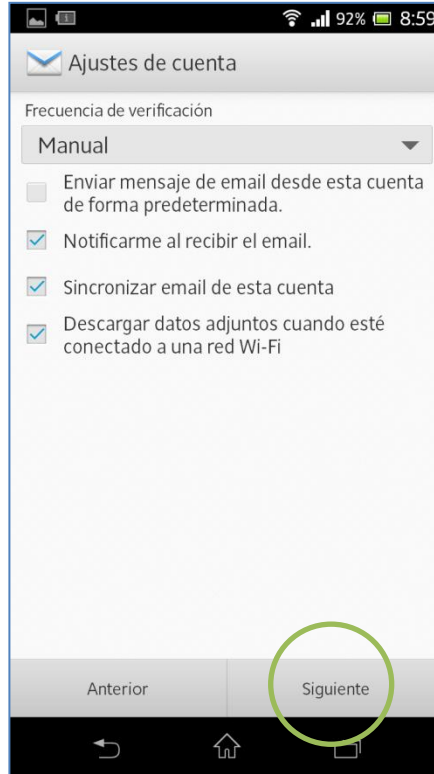 92% 8:59
Ajustes de cuenta
Frecuencia de verificación
Manual
Enviar mensaje de email desde esta cuenta
de forma predeterminada.
Notificarme al recibir el email.
Sincronizar email de esta cuenta
Descargar datos adjuntos cuando esté
conectado a una red Wi-Fi
Anterior Siguiente